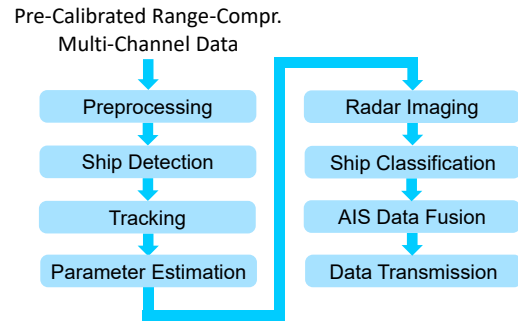 Pre-Calibrated Range-Compr.
Multi-Channel Data
Preprocessing
Ship Detection
Tracking
Parameter Estimation
Radar Imaging
Ship Classification
AIS Data Fusion
Data Transmission